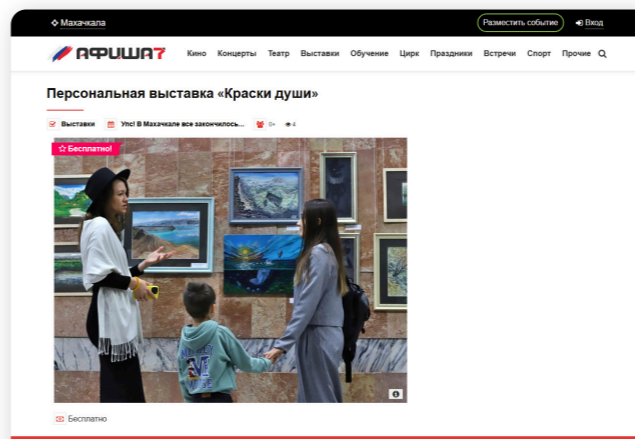 Махачкала
Разместить событие
Вход
АФИША7
Кино Концерты Театр Выставки Обучение Цирк Праздники Встречи Спорт Прочие
Персональная выставка «Краски души»
Выставки Упс! В Махачкале все закончилось... 0+ 4
Бесплатно!
Бесплатно